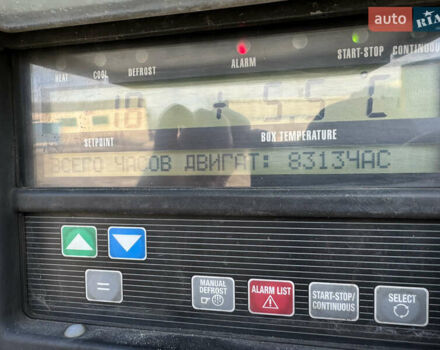 auto RIA
HEAT COOL DEFROST ALARM START-STOP CONTINUOUS
SETPOINT BOX TEMPERATURE
ВСЕГО ЧАСОВ ДВИГАТ: 8313ЧАС
=
MANUAL DEFROST
ALARM LIST
START-STOP/
CONTINUOUS
SELECT